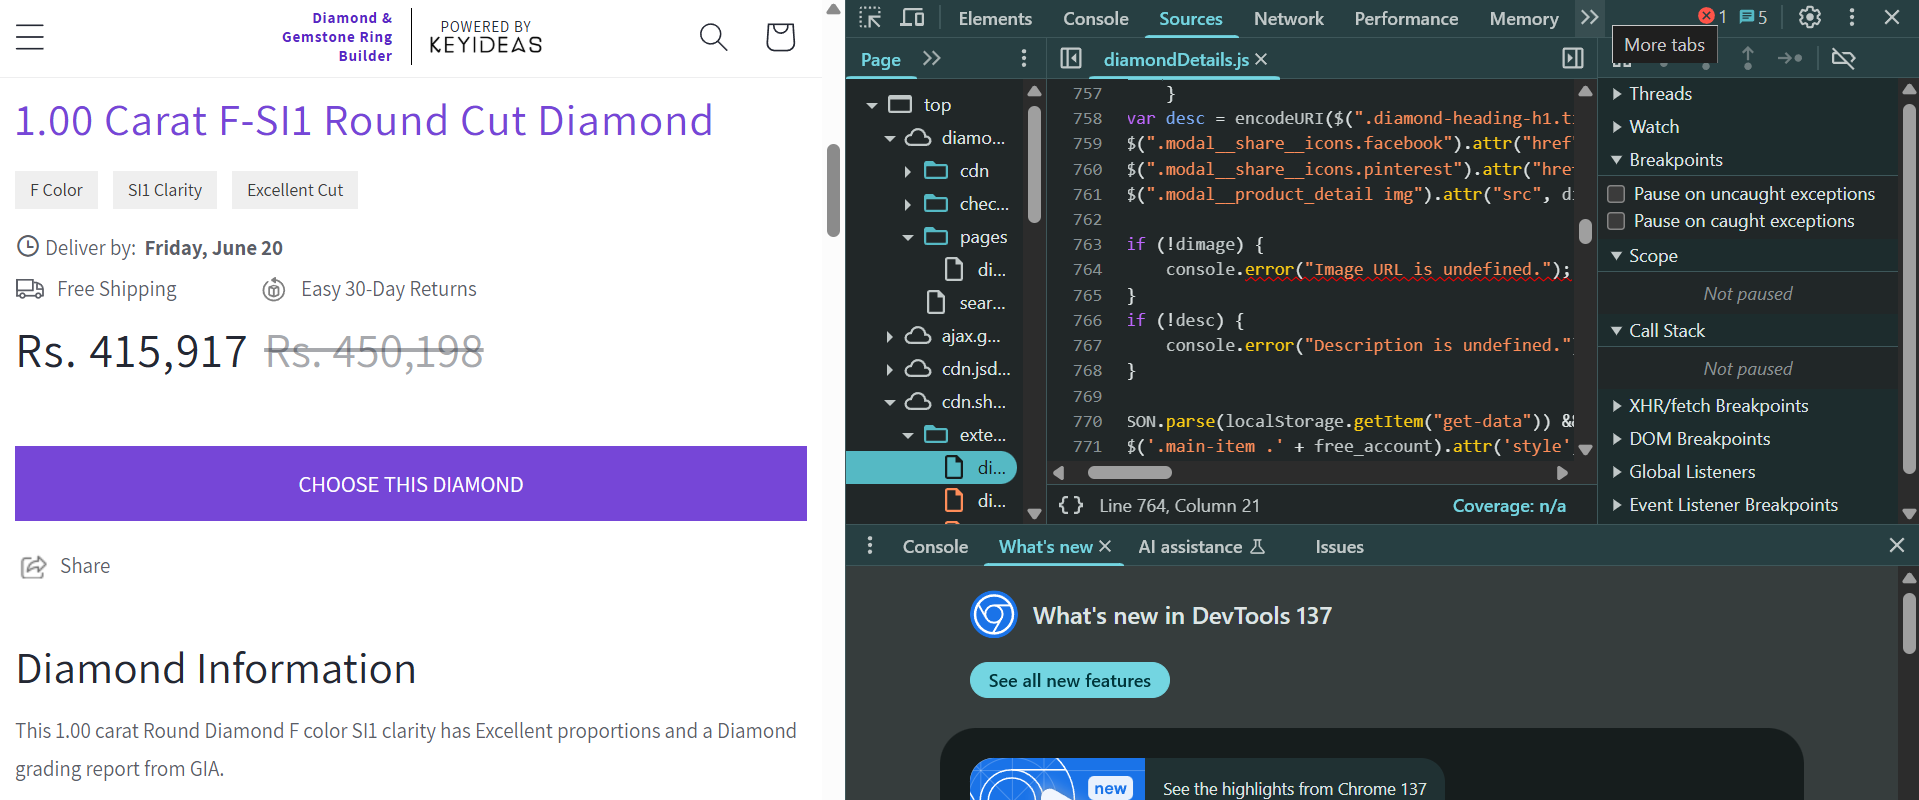 Diamond &
Gemstone Ring
Builder
POWERED BY
KEYIDEAS
1.00 Carat F-SI1 Round Cut Diamond
F Color
SI1 Clarity
Excellent Cut
Deliver by: Friday, June 20
Free Shipping
Easy 30-Day Returns
Rs. 415,917 Rs. 450,198
CHOOSE THIS DIAMOND
Share
Diamond Information
This 1.00 carat Round Diamond F color SI1 clarity has Excellent proportions and a Diamond
grading report from GIA.
Elements
Console
Sources
Network
Performance
Memory
1
5
More tabs
Page
diamondDetails.js
top
diamo...
cdn
chec...
pages
di...
sear...
ajax.g...
cdn.jsd...
cdn.sh...
exte...
di...
di...
757 }
758 var desc = encodeURI($(".diamond-heading-h1.ti
759 $(".modal__share__icons.facebook").attr("href"
760 $(".modal__share__icons.pinterest").attr("href
761 $(".modal__product_detail img").attr("src", di
762
763 if (!dimage) {
764 console.error("Image URL is undefined.");
765 }
766 if (!desc) {
767 console.error("Description is undefined.")
768 }
769
770 SON.parse(localStorage.getItem("get-data")) &&
771 $('.main-item .' + free_account).attr('style',
{} Line 764, Column 21
Coverage: n/a
Threads
Watch
Breakpoints
Pause on uncaught exceptions
Pause on caught exceptions
Scope
Not paused
Call Stack
Not paused
XHR/fetch Breakpoints
DOM Breakpoints
Global Listeners
Event Listener Breakpoints
Console
What's new
AI assistance
Issues
What's new in DevTools 137
See all new features
new
See the highlights from Chrome 137